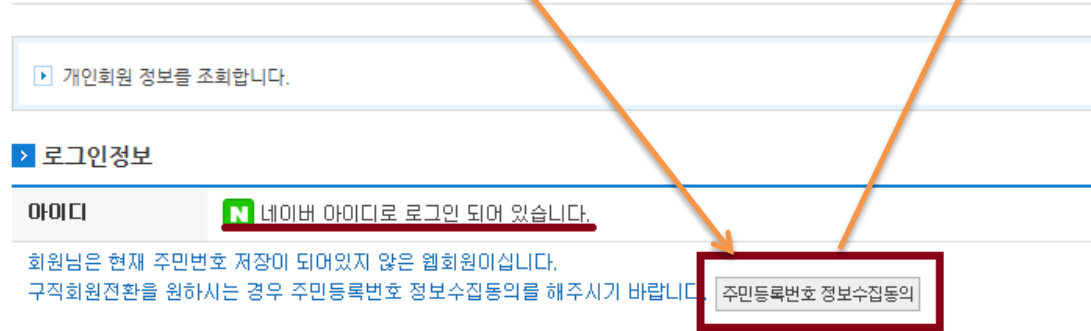 개인회원 정보를 조회합니다.
로그인정보
아이디
N 네이버 아이디로 로그인 되어 있습니다.
회원님은 현재 주민번호 저장이 되어있지 않은 웹회원이십니다.
구직회원전환을 원하시는 경우 주민등록번호 정보수집동의를 해주시기 바랍니다. 주민등록번호 정보수집동의